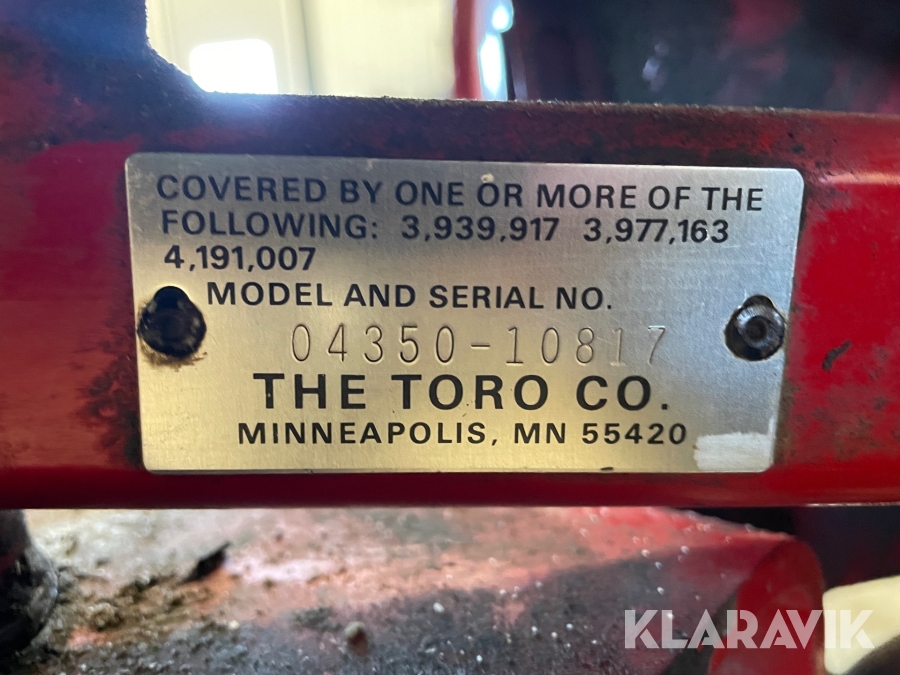 COVERED BY ONE OR MORE OF THE
FOLLOWING: 3,939,917 3,977,163
4,191,007
MODEL AND SERIAL NO.
04350-10817
THE TORO CO.
MINNEAPOLIS, MN 55420
KLARAVIK